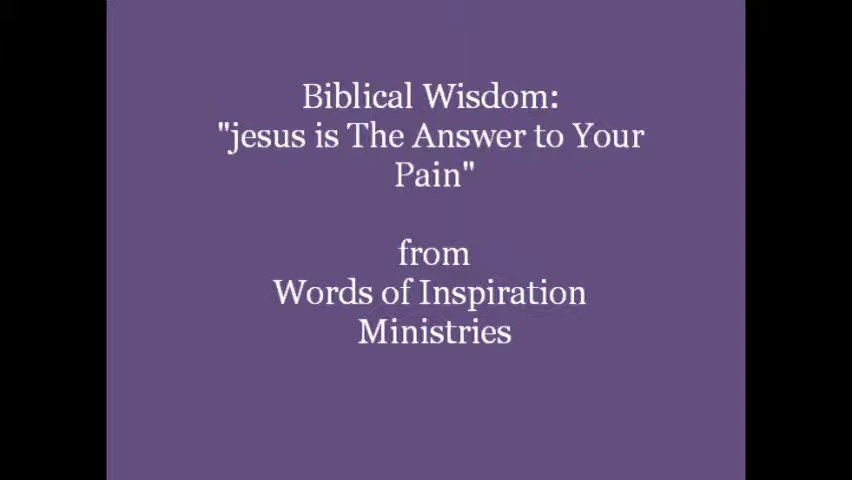 Biblical Wisdom:
"jesus is The Answer to Your
Pain"
from
Words of Inspiration
Ministries